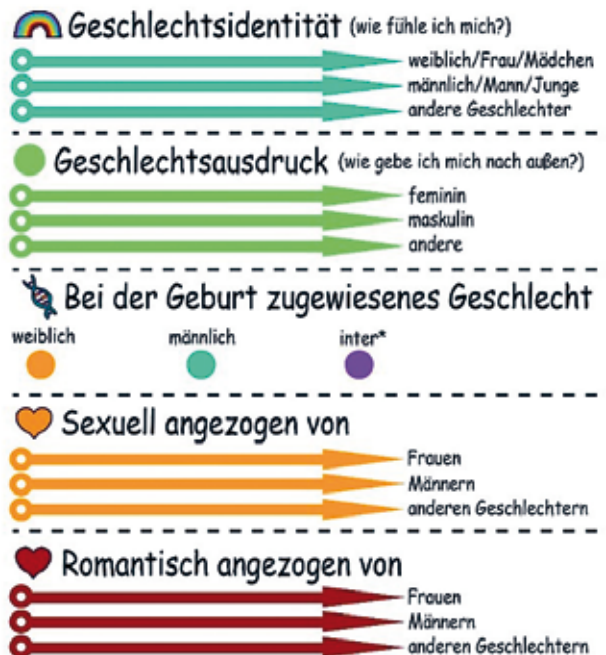 Geschlechtsidentität (wie fühle ich mich?)
weiblich/Frau/Mädchen
männlich/Mann/Junge
andere Geschlechter
Geschlechtsausdruck (wie gebe ich mich nach außen?)
feminin
maskulin
andere
Bei der Geburt zugewiesenes Geschlecht
weiblich männlich inter*
Sexuell angezogen von
Frauen
Männern
anderen Geschlechtern
Romantisch angezogen von
Frauen
Männern
anderen Geschlechtern